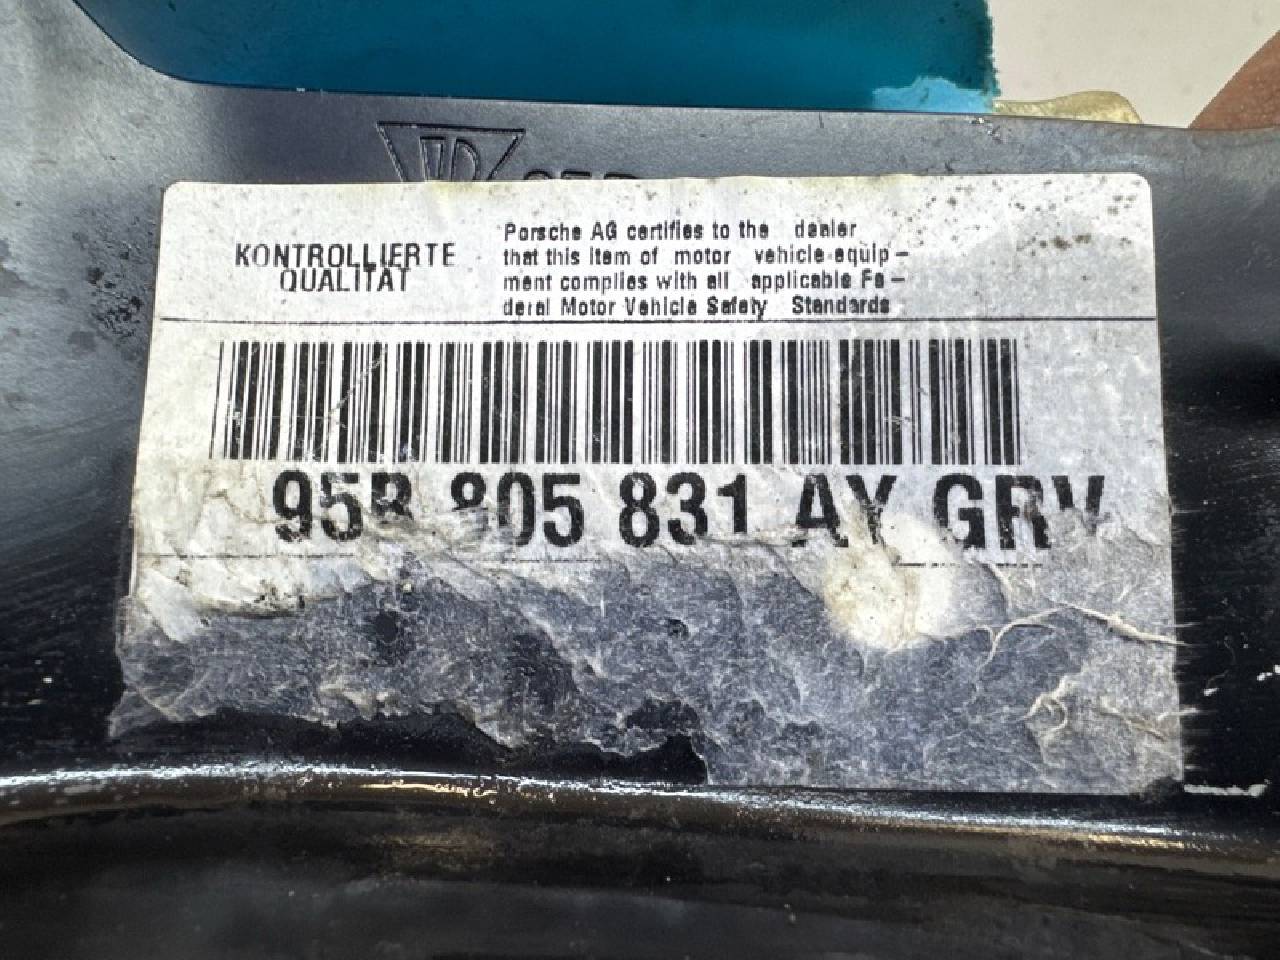 KONTROLLIERTE
QUALITÄT
Porsche AG certifies to the dealer
that this item of motor vehicle equip-
ment complies with all applicable Fe-
deral Motor Vehicle Safety Standards
95B 805 831 AY GRV